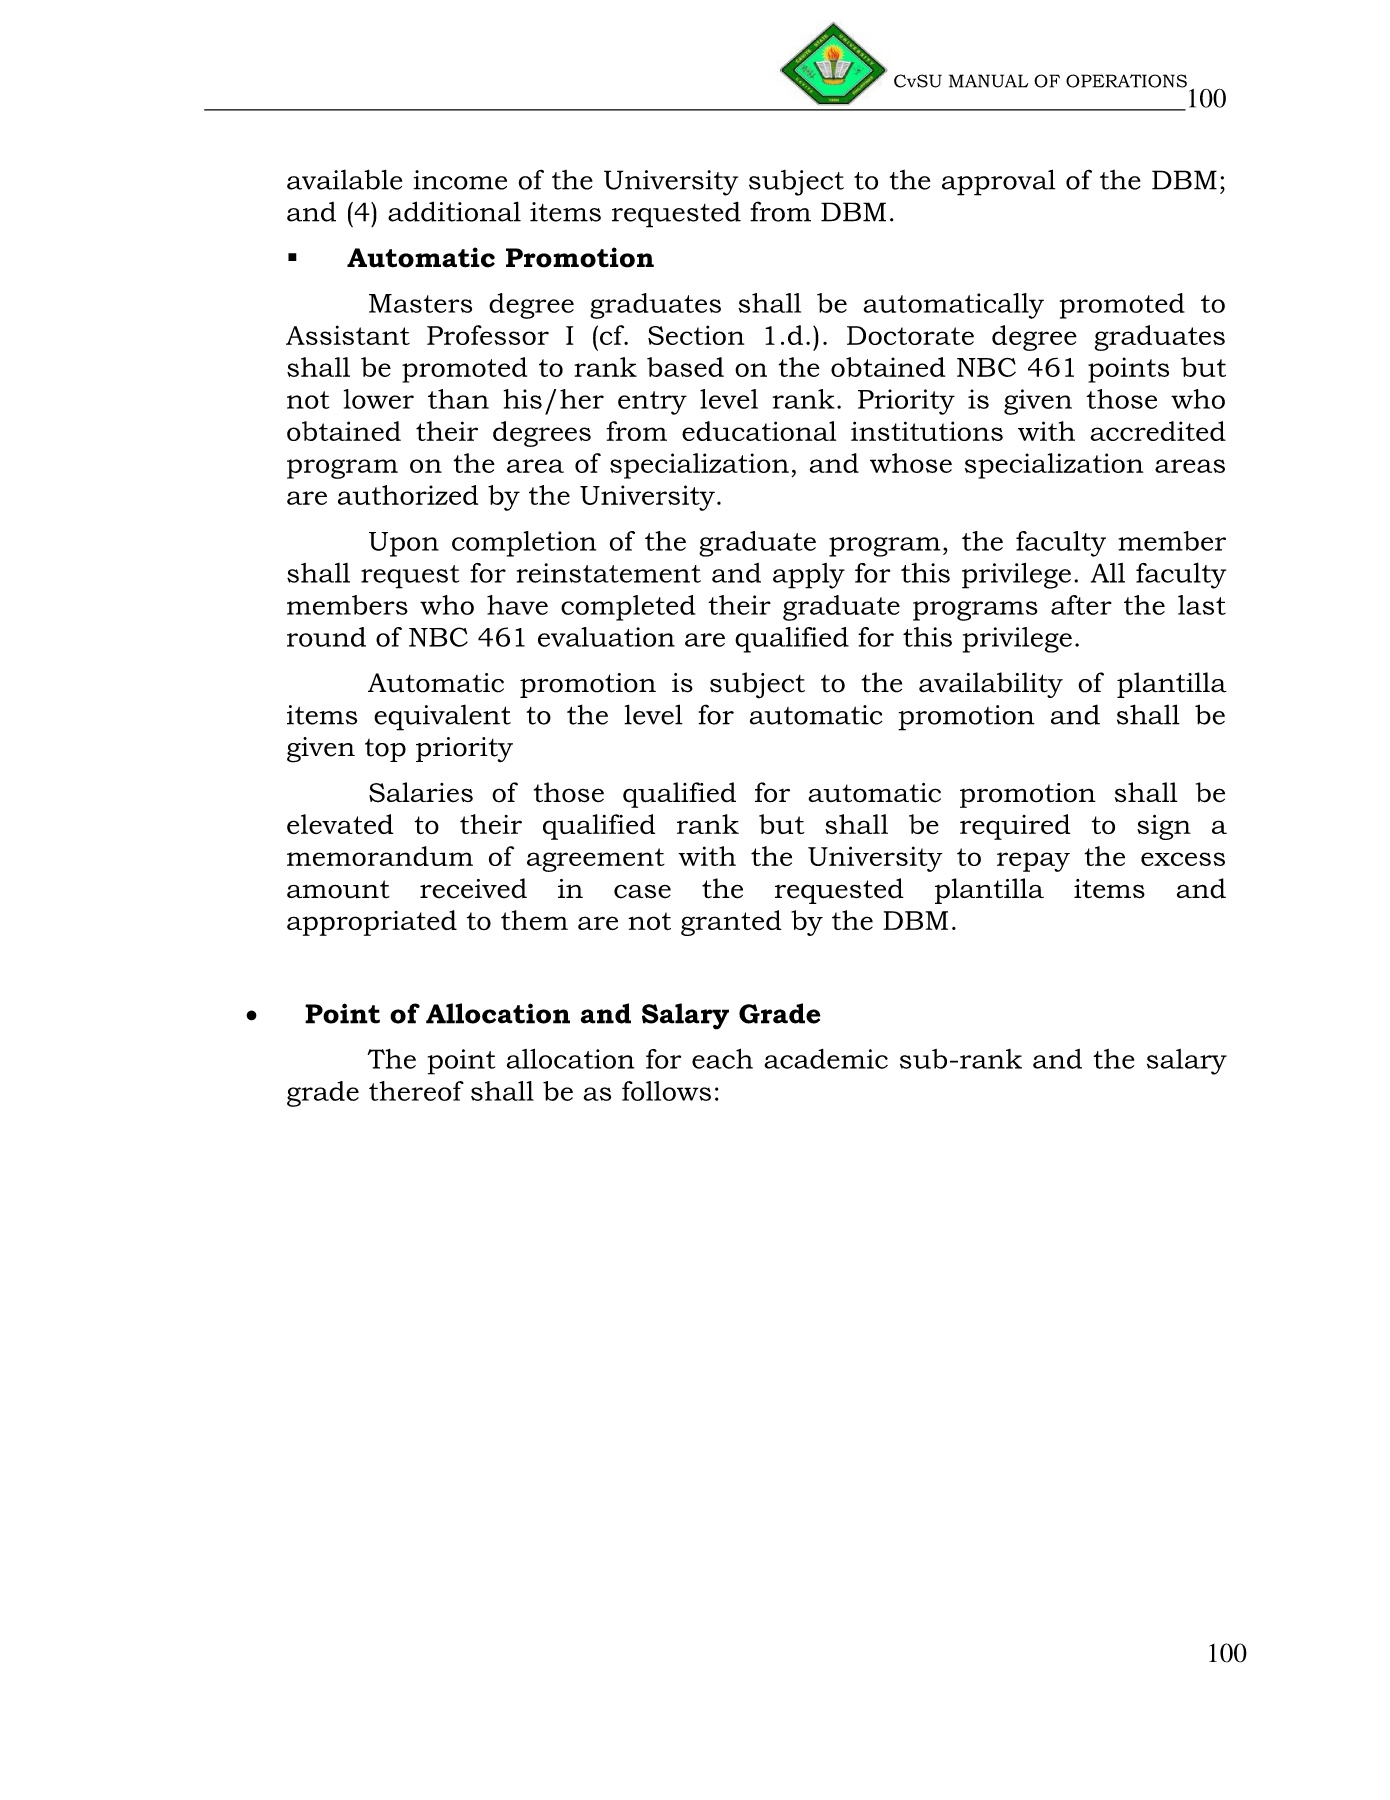 CvSU MANUAL OF OPERATIONS
100
available income of the University subject to the approval of the DBM;
and (4) additional items requested from DBM.
▪ Automatic Promotion
Masters degree graduates shall be automatically promoted to
Assistant Professor I (cf. Section 1.d.). Doctorate degree graduates
shall be promoted to rank based on the obtained NBC 461 points but
not lower than his/her entry level rank. Priority is given those who
obtained their degrees from educational institutions with accredited
program on the area of specialization, and whose specialization areas
are authorized by the University.
Upon completion of the graduate program, the faculty member
shall request for reinstatement and apply for this privilege. All faculty
members who have completed their graduate programs after the last
round of NBC 461 evaluation are qualified for this privilege.
Automatic promotion is subject to the availability of plantilla
items equivalent to the level for automatic promotion and shall be
given top priority
Salaries of those qualified for automatic promotion shall be
elevated to their qualified rank but shall be required to sign a
memorandum of agreement with the University to repay the excess
amount received in case the requested plantilla items and
appropriated to them are not granted by the DBM.
• Point of Allocation and Salary Grade
The point allocation for each academic sub-rank and the salary
grade thereof shall be as follows:
100